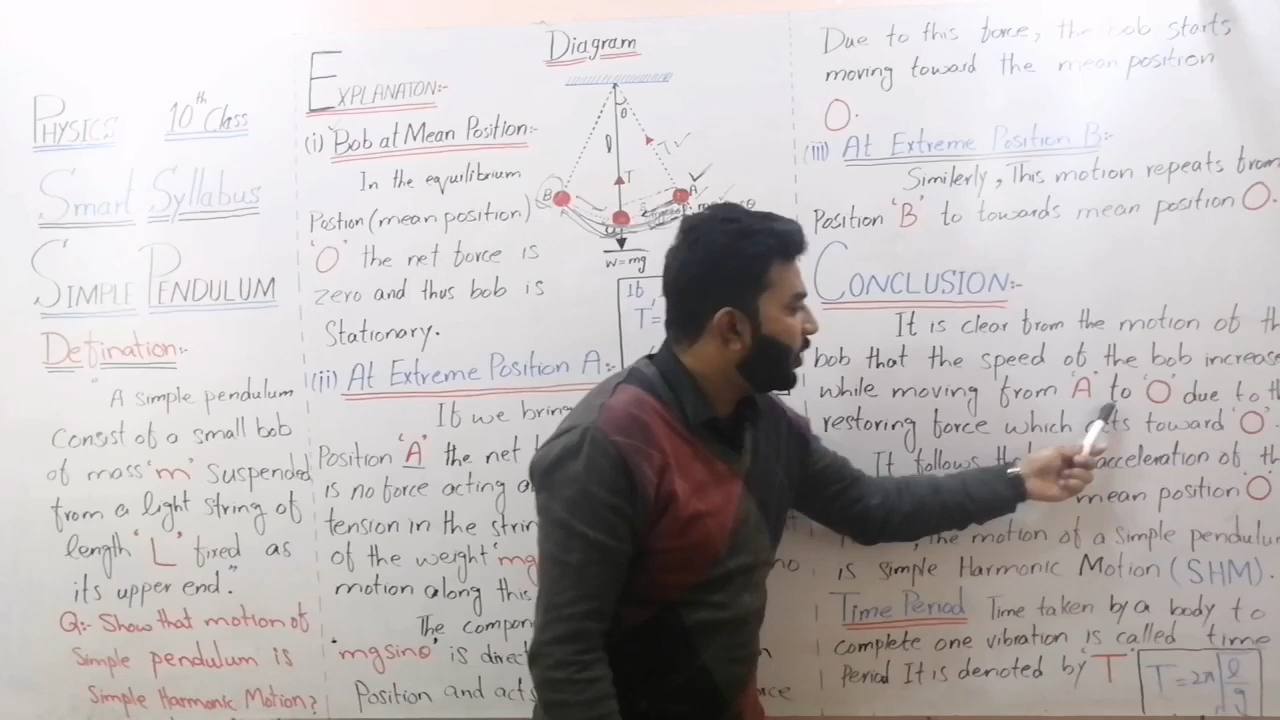 PHYSICS 10th Class
Smart Syllabus
SIMPLE PENDULUM
Defination:-
"A simple pendulum
consist of a small bob
of mass 'm' suspended
from a light string of
length 'L' fixed as
its upper end."
Q:- Show that motion of
Simple pendulum is
Simple Harmonic Motion?
EXPLANATON:-
(i) Bob at Mean Position:-
In the equilibrium
Postion (mean position)
'O' the net force is
zero and thus bob is
Stationary.
(ii) At Extreme Position A:-
If we bring
Position 'A' the net
is no force acting
tension in the string
of the weight 'mg
motion along this
The compon
'mgsinθ' is direc
Position and acts
Diagram
θ
l
T
T
B
A
O
W=mg
If
T=
Due to this force, the bob starts
moving toward the mean position
O.
(iii) At Extreme Position B:-
Similerly, This motion repeats from
Position 'B' to towards mean position O.
CONCLUSION:-
It is clear from the motion of th
bob that the speed of the bob increase
while moving from 'A' to 'O' due to th
restoring force which acts toward 'O'.
It follows acceleration of th
mean position 'O'
the motion of a Simple pendulum
is Simple Harmonic Motion (SHM).
Time Period Time taken by a body to
complete one vibration is called time
Period It is denoted by 'T'
T = 2π√l/g